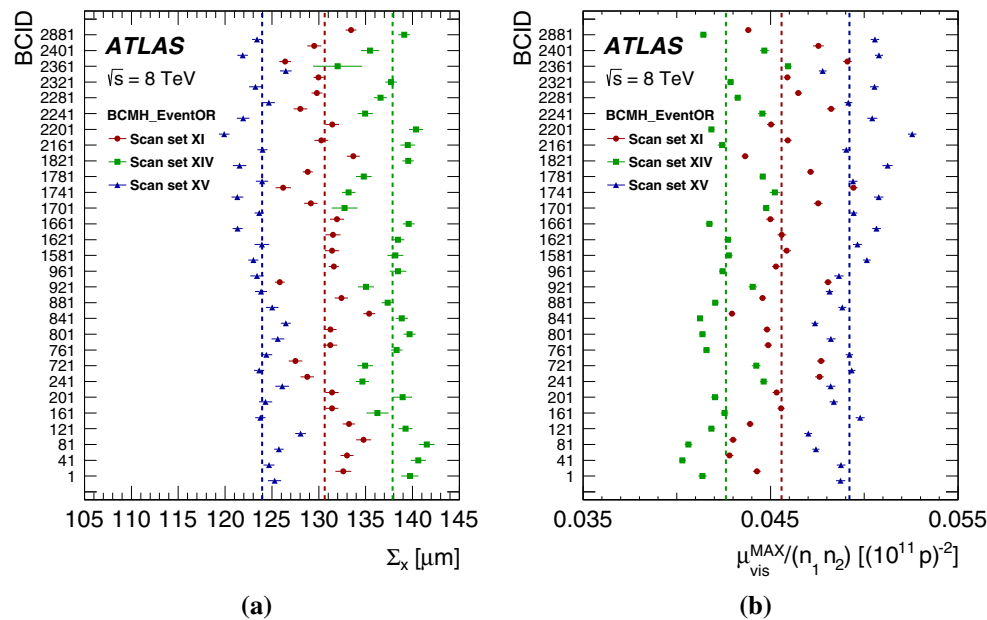 BCID
2881
2401
2361
2321
2281
2241
2201
2161
1821
1781
1741
1701
1661
1621
1581
961
921
881
841
801
761
721
241
201
161
121
81
41
1
ATLAS
√s = 8 TeV
BCMH_EventOR
Scan set XI
Scan set XIV
Scan set XV
105 110 115 120 125 130 135 140 145
Σx [μm]
(a)
BCID
2881
2401
2361
2321
2281
2241
2201
2161
1821
1781
1741
1701
1661
1621
1581
961
921
881
841
801
761
721
241
201
161
121
81
41
1
ATLAS
√s = 8 TeV
BCMH_EventOR
Scan set XI
Scan set XIV
Scan set XV
0.035 0.045 0.055
μ_vis^MAX/(n₁ n₂) [(10¹¹ p)⁻²]
(b)